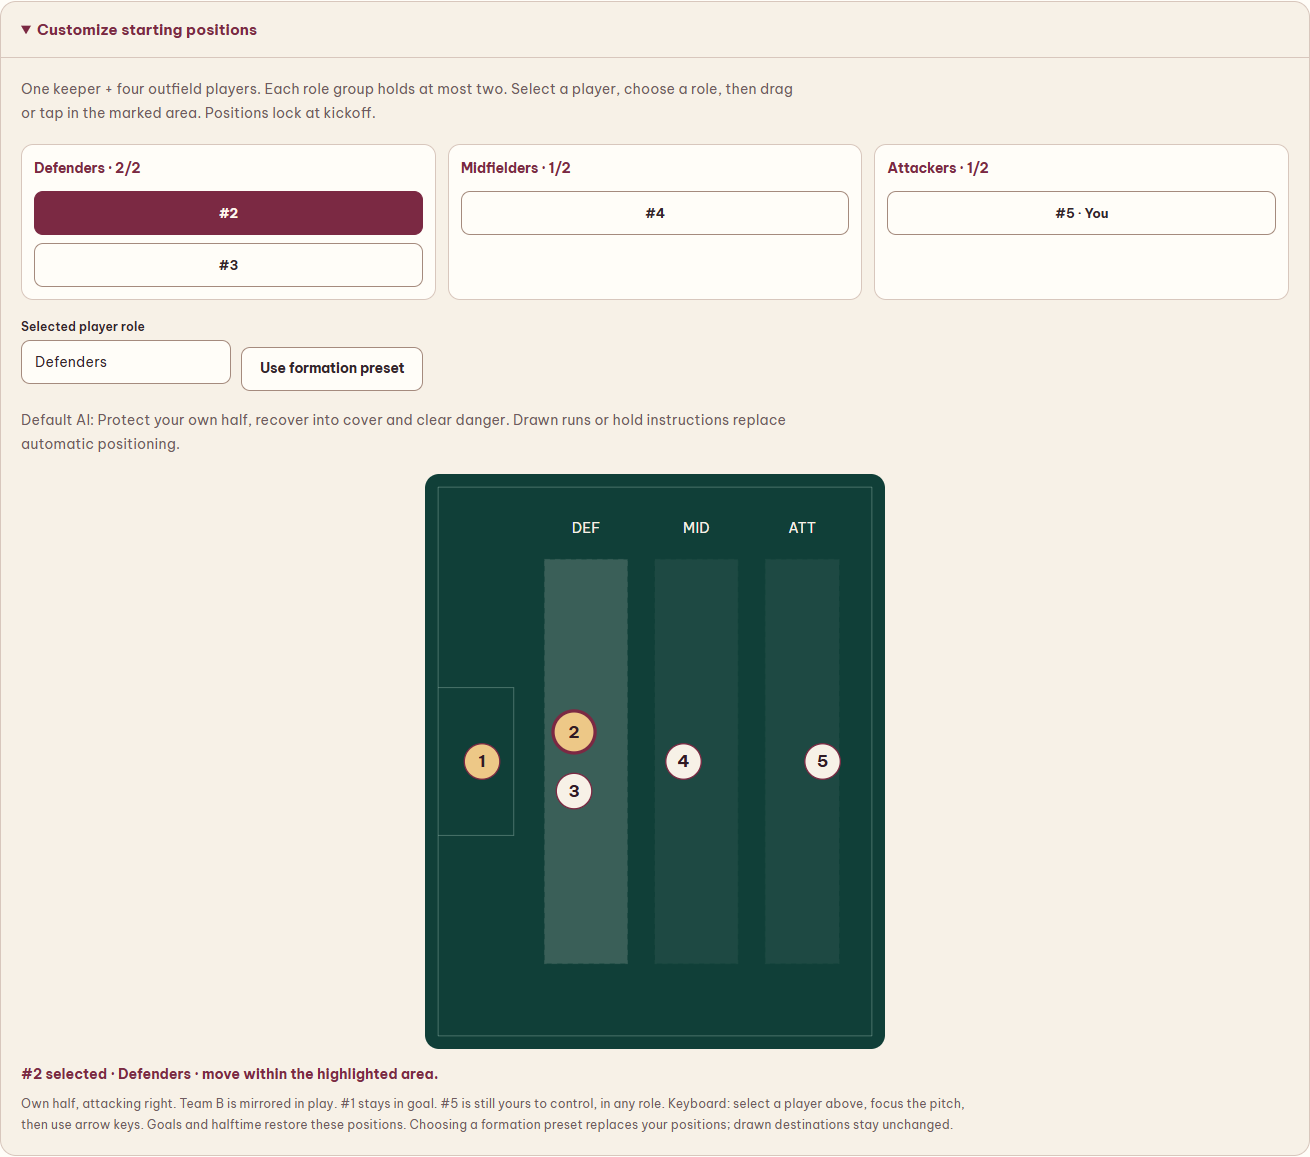 ▼ Customize starting positions
One keeper + four outfield players. Each role group holds at most two. Select a player, choose a role, then drag
or tap in the marked area. Positions lock at kickoff.
Defenders · 2/2
#2
#3
Midfielders · 1/2
#4
Attackers · 1/2
#5 · You
Selected player role
Defenders
Use formation preset
Default AI: Protect your own half, recover into cover and clear danger. Drawn runs or hold instructions replace
automatic positioning.
DEF MID ATT
2
1 4 5
3
#2 selected · Defenders · move within the highlighted area.
Own half, attacking right. Team B is mirrored in play. #1 stays in goal. #5 is still yours to control, in any role. Keyboard: select a player above, focus the pitch,
then use arrow keys. Goals and halftime restore these positions. Choosing a formation preset replaces your positions; drawn destinations stay unchanged.